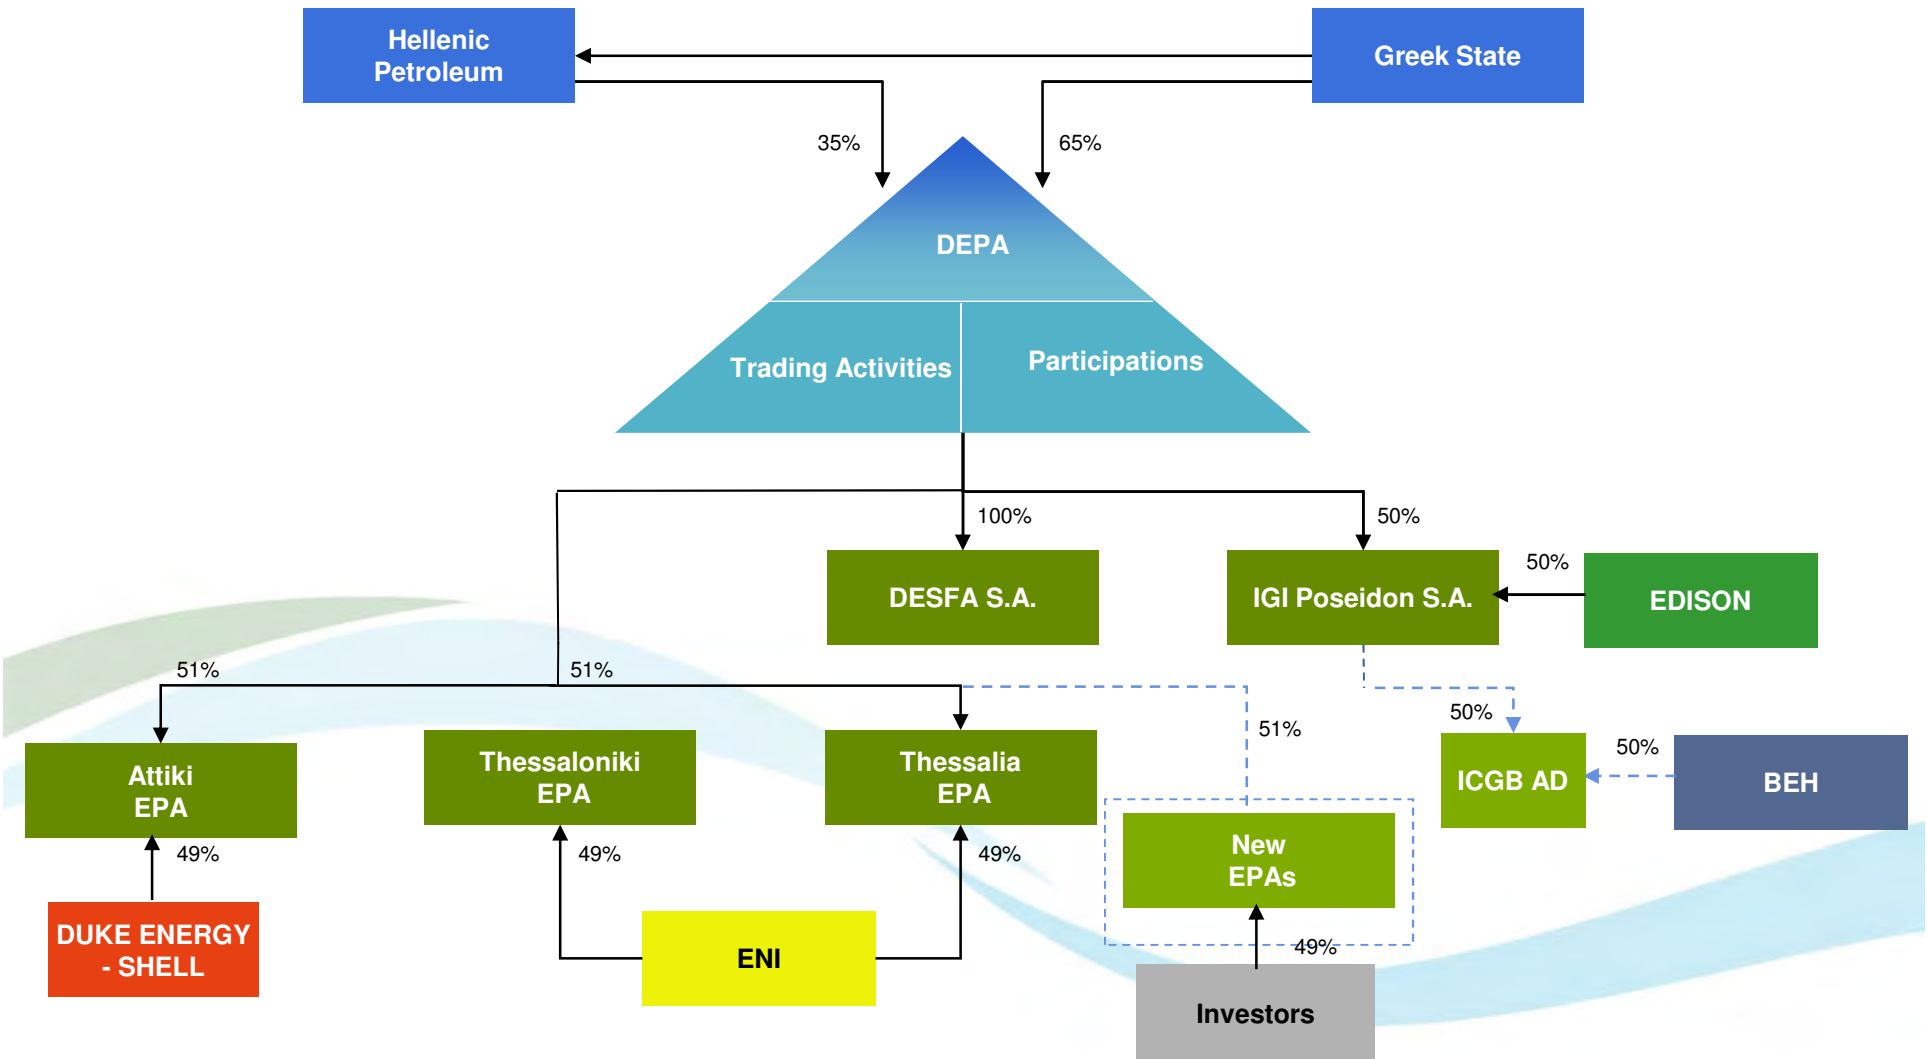 Hellenic
Petroleum
Greek State
35%
65%
DEPA
Trading Activities
Participations
100%
50%
DESFA S.A.
IGI Poseidon S.A.
50%
EDISON
51%
51%
51%
50%
50%
Attiki
EPA
Thessaloniki
EPA
Thessalia
EPA
ICGB AD
BEH
New
EPAs
49%
49%
49%
49%
DUKE ENERGY
- SHELL
ENI
Investors